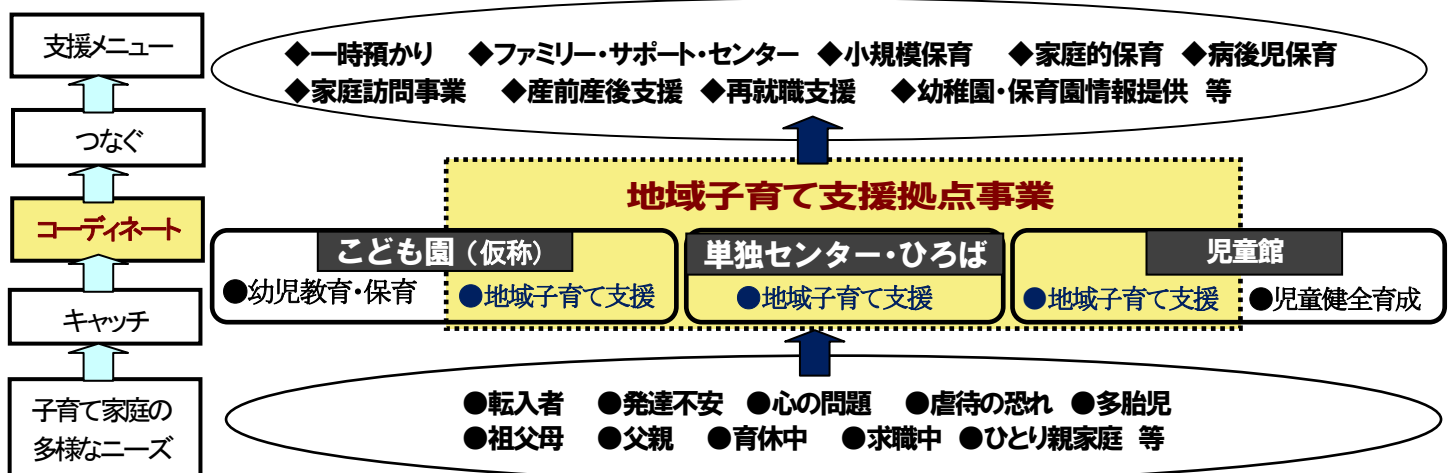 支援メニュー
つなぐ
コーディネート
キャッチ
子育て家庭の
多様なニーズ
◆一時預かり ◆ファミリー・サポート・センター ◆小規模保育 ◆家庭的保育 ◆病後児保育
◆家庭訪問事業 ◆産前産後支援 ◆再就職支援 ◆幼稚園・保育園情報提供 等
地域子育て支援拠点事業
こども園（仮称）
●幼児教育・保育 ●地域子育て支援
単独センター・ひろば
●地域子育て支援
児童館
●地域子育て支援 ●児童健全育成
●転入者 ●発達不安 ●心の問題 ●虐待の恐れ ●多胎児
●祖父母 ●父親 ●育休中 ●求職中 ●ひとり親家庭 等